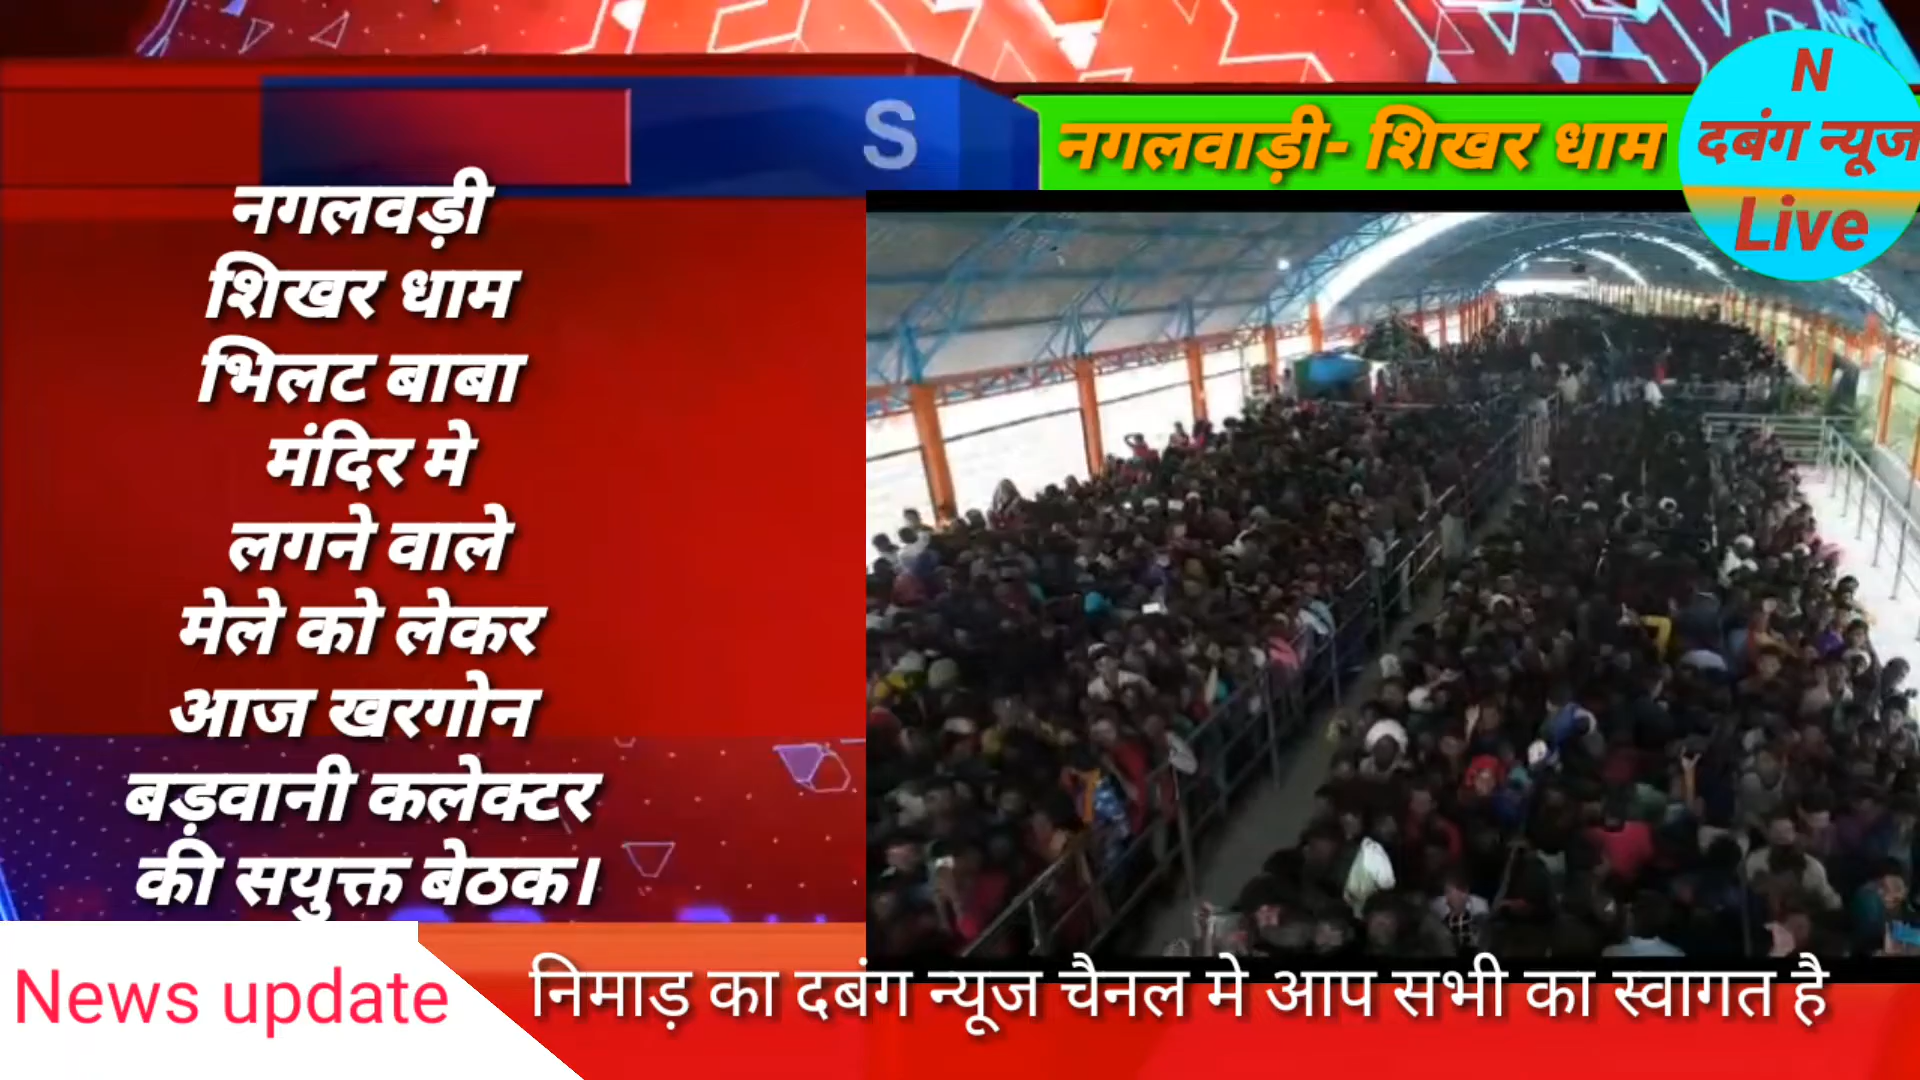 S
नगलवाड़ी- शिखर धाम
N
दबंग न्यूज
Live
नगलवड़ी
शिखर धाम
भिलट बाबा
मंदिर मे
लगने वाले
मेले को लेकर
आज खरगोन
बड़वानी कलेक्टर
की सयुक्त बेठक।
News update
निमाड़ का दबंग न्यूज चैनल मे आप सभी का स्वागत है